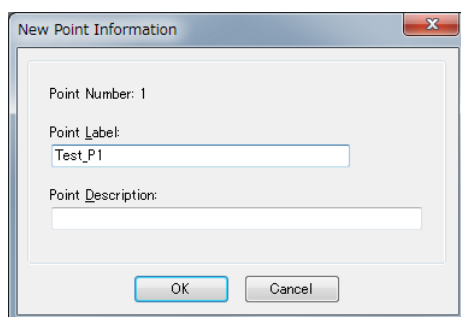 New Point Information
Point Number: 1
Point Label:
Test_P1
Point Description:
OK Cancel